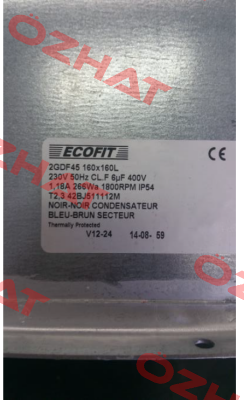 OZHAT
ECOFIT
CE
2GDF45 160x160L
230V 50Hz CL.F 6µF 400V
1,18A 266Wa 1800RPM IP54
T2,3 42BJ511112M
NOIR-NOIR CONDENSATEUR
BLEU-BRUN SECTEUR
Thermally Protected
V12-24 14-08- 59
OZHAT